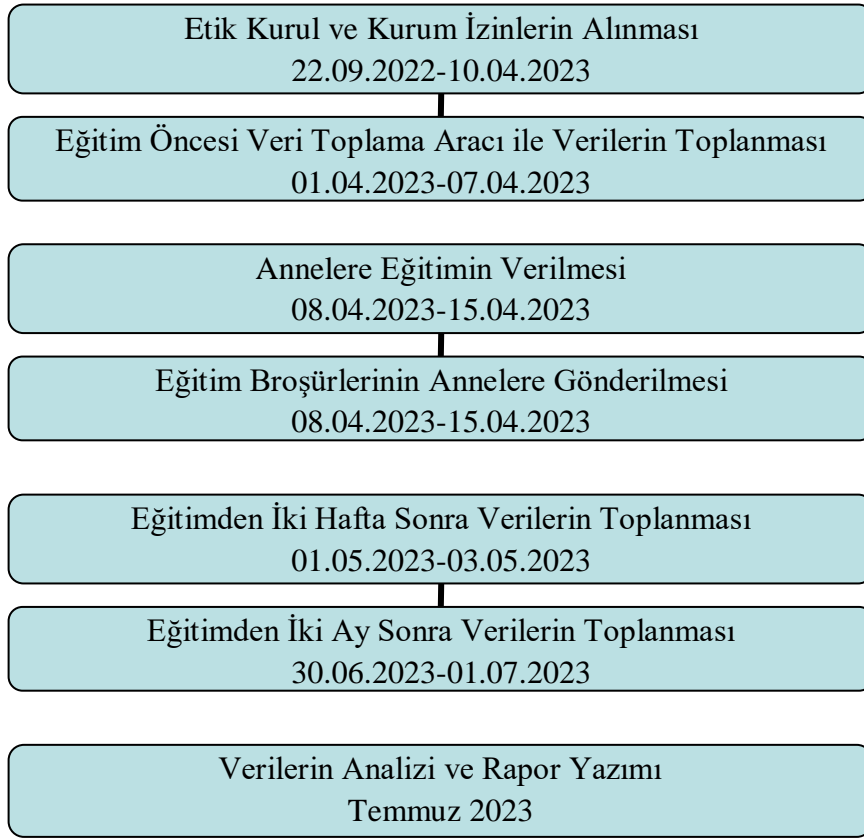 Etik Kurul ve Kurum İzinlerin Alınması
22.09.2022-10.04.2023
Eğitim Öncesi Veri Toplama Aracı ile Verilerin Toplanması
01.04.2023-07.04.2023
Annelere Eğitimin Verilmesi
08.04.2023-15.04.2023
Eğitim Broşürlerinin Annelere Gönderilmesi
08.04.2023-15.04.2023
Eğitimden İki Hafta Sonra Verilerin Toplanması
01.05.2023-03.05.2023
Eğitimden İki Ay Sonra Verilerin Toplanması
30.06.2023-01.07.2023
Verilerin Analizi ve Rapor Yazımı
Temmuz 2023